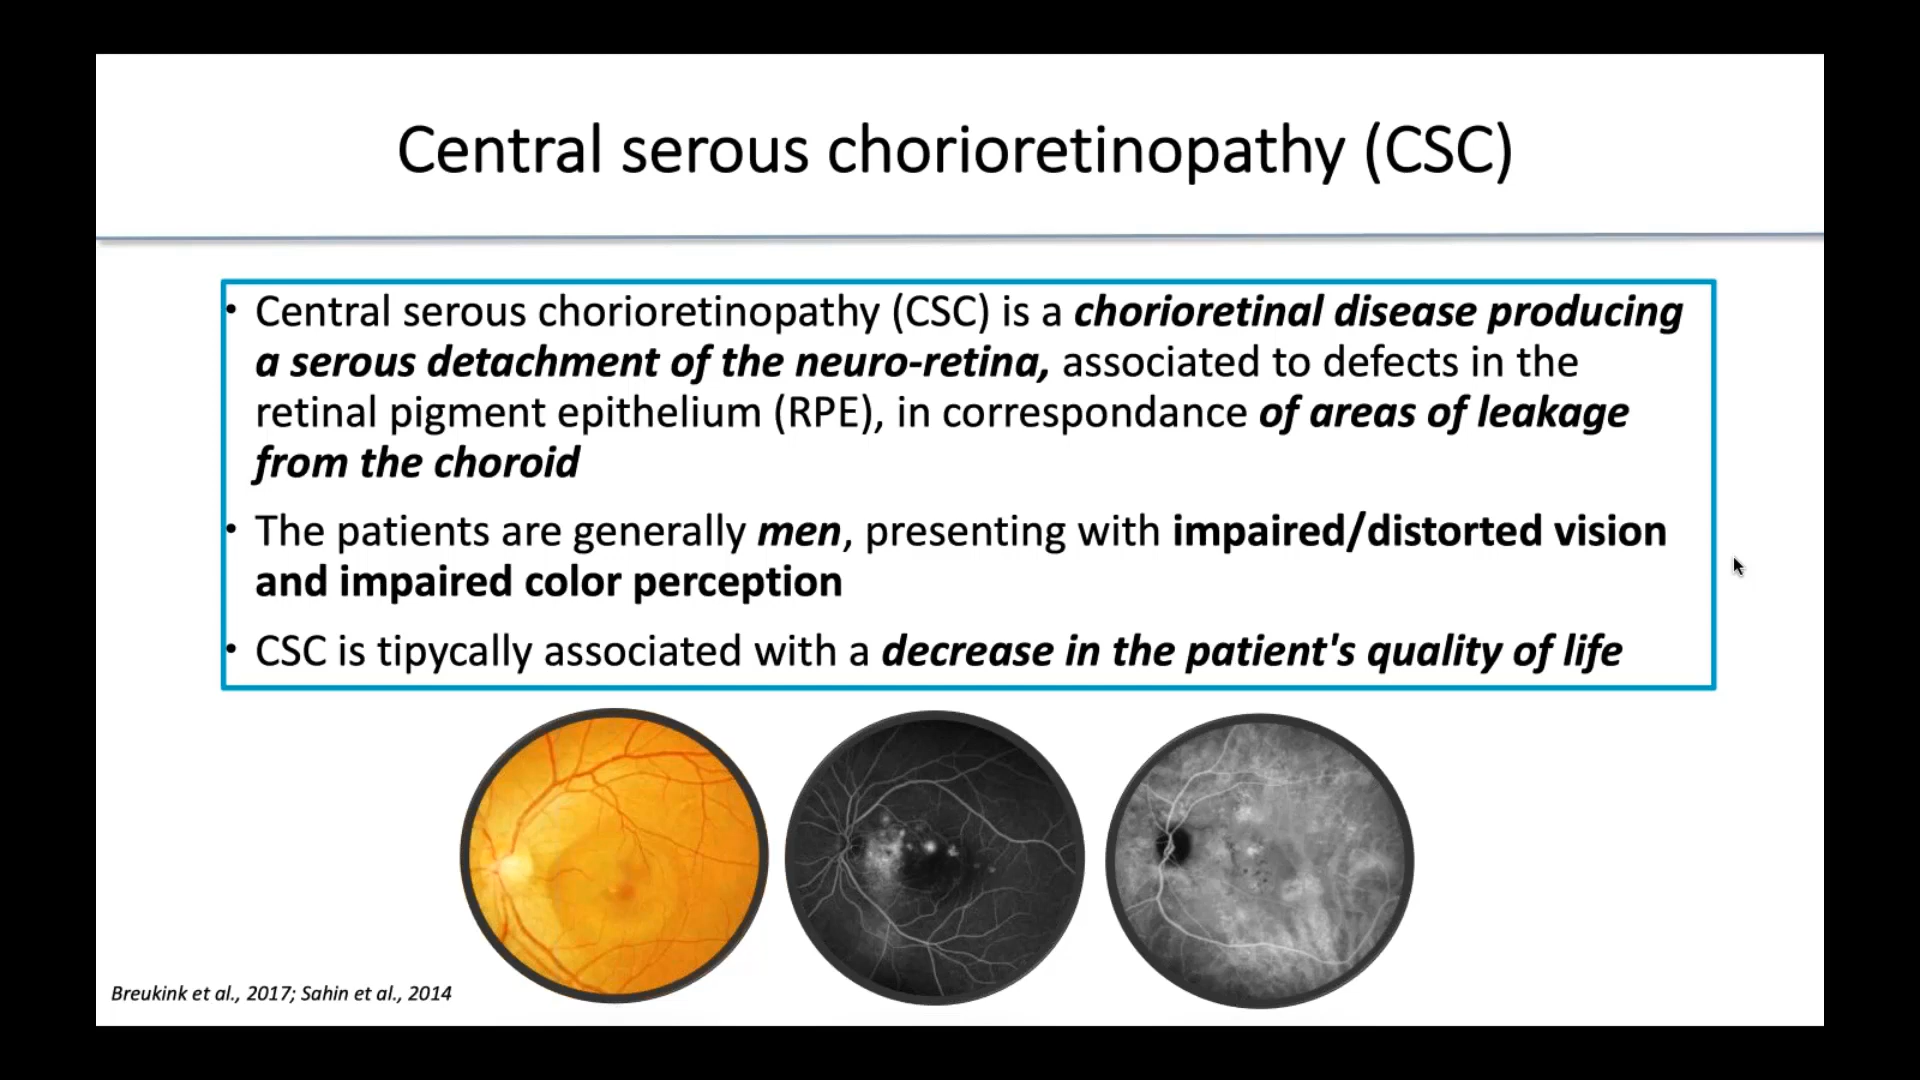 Central serous chorioretinopathy (CSC)
• Central serous chorioretinopathy (CSC) is a chorioretinal disease producing
a serous detachment of the neuro-retina, associated to defects in the
retinal pigment epithelium (RPE), in correspondance of areas of leakage
from the choroid
• The patients are generally men, presenting with impaired/distorted vision
and impaired color perception
• CSC is tipycally associated with a decrease in the patient's quality of life
Breukink et al., 2017; Sahin et al., 2014